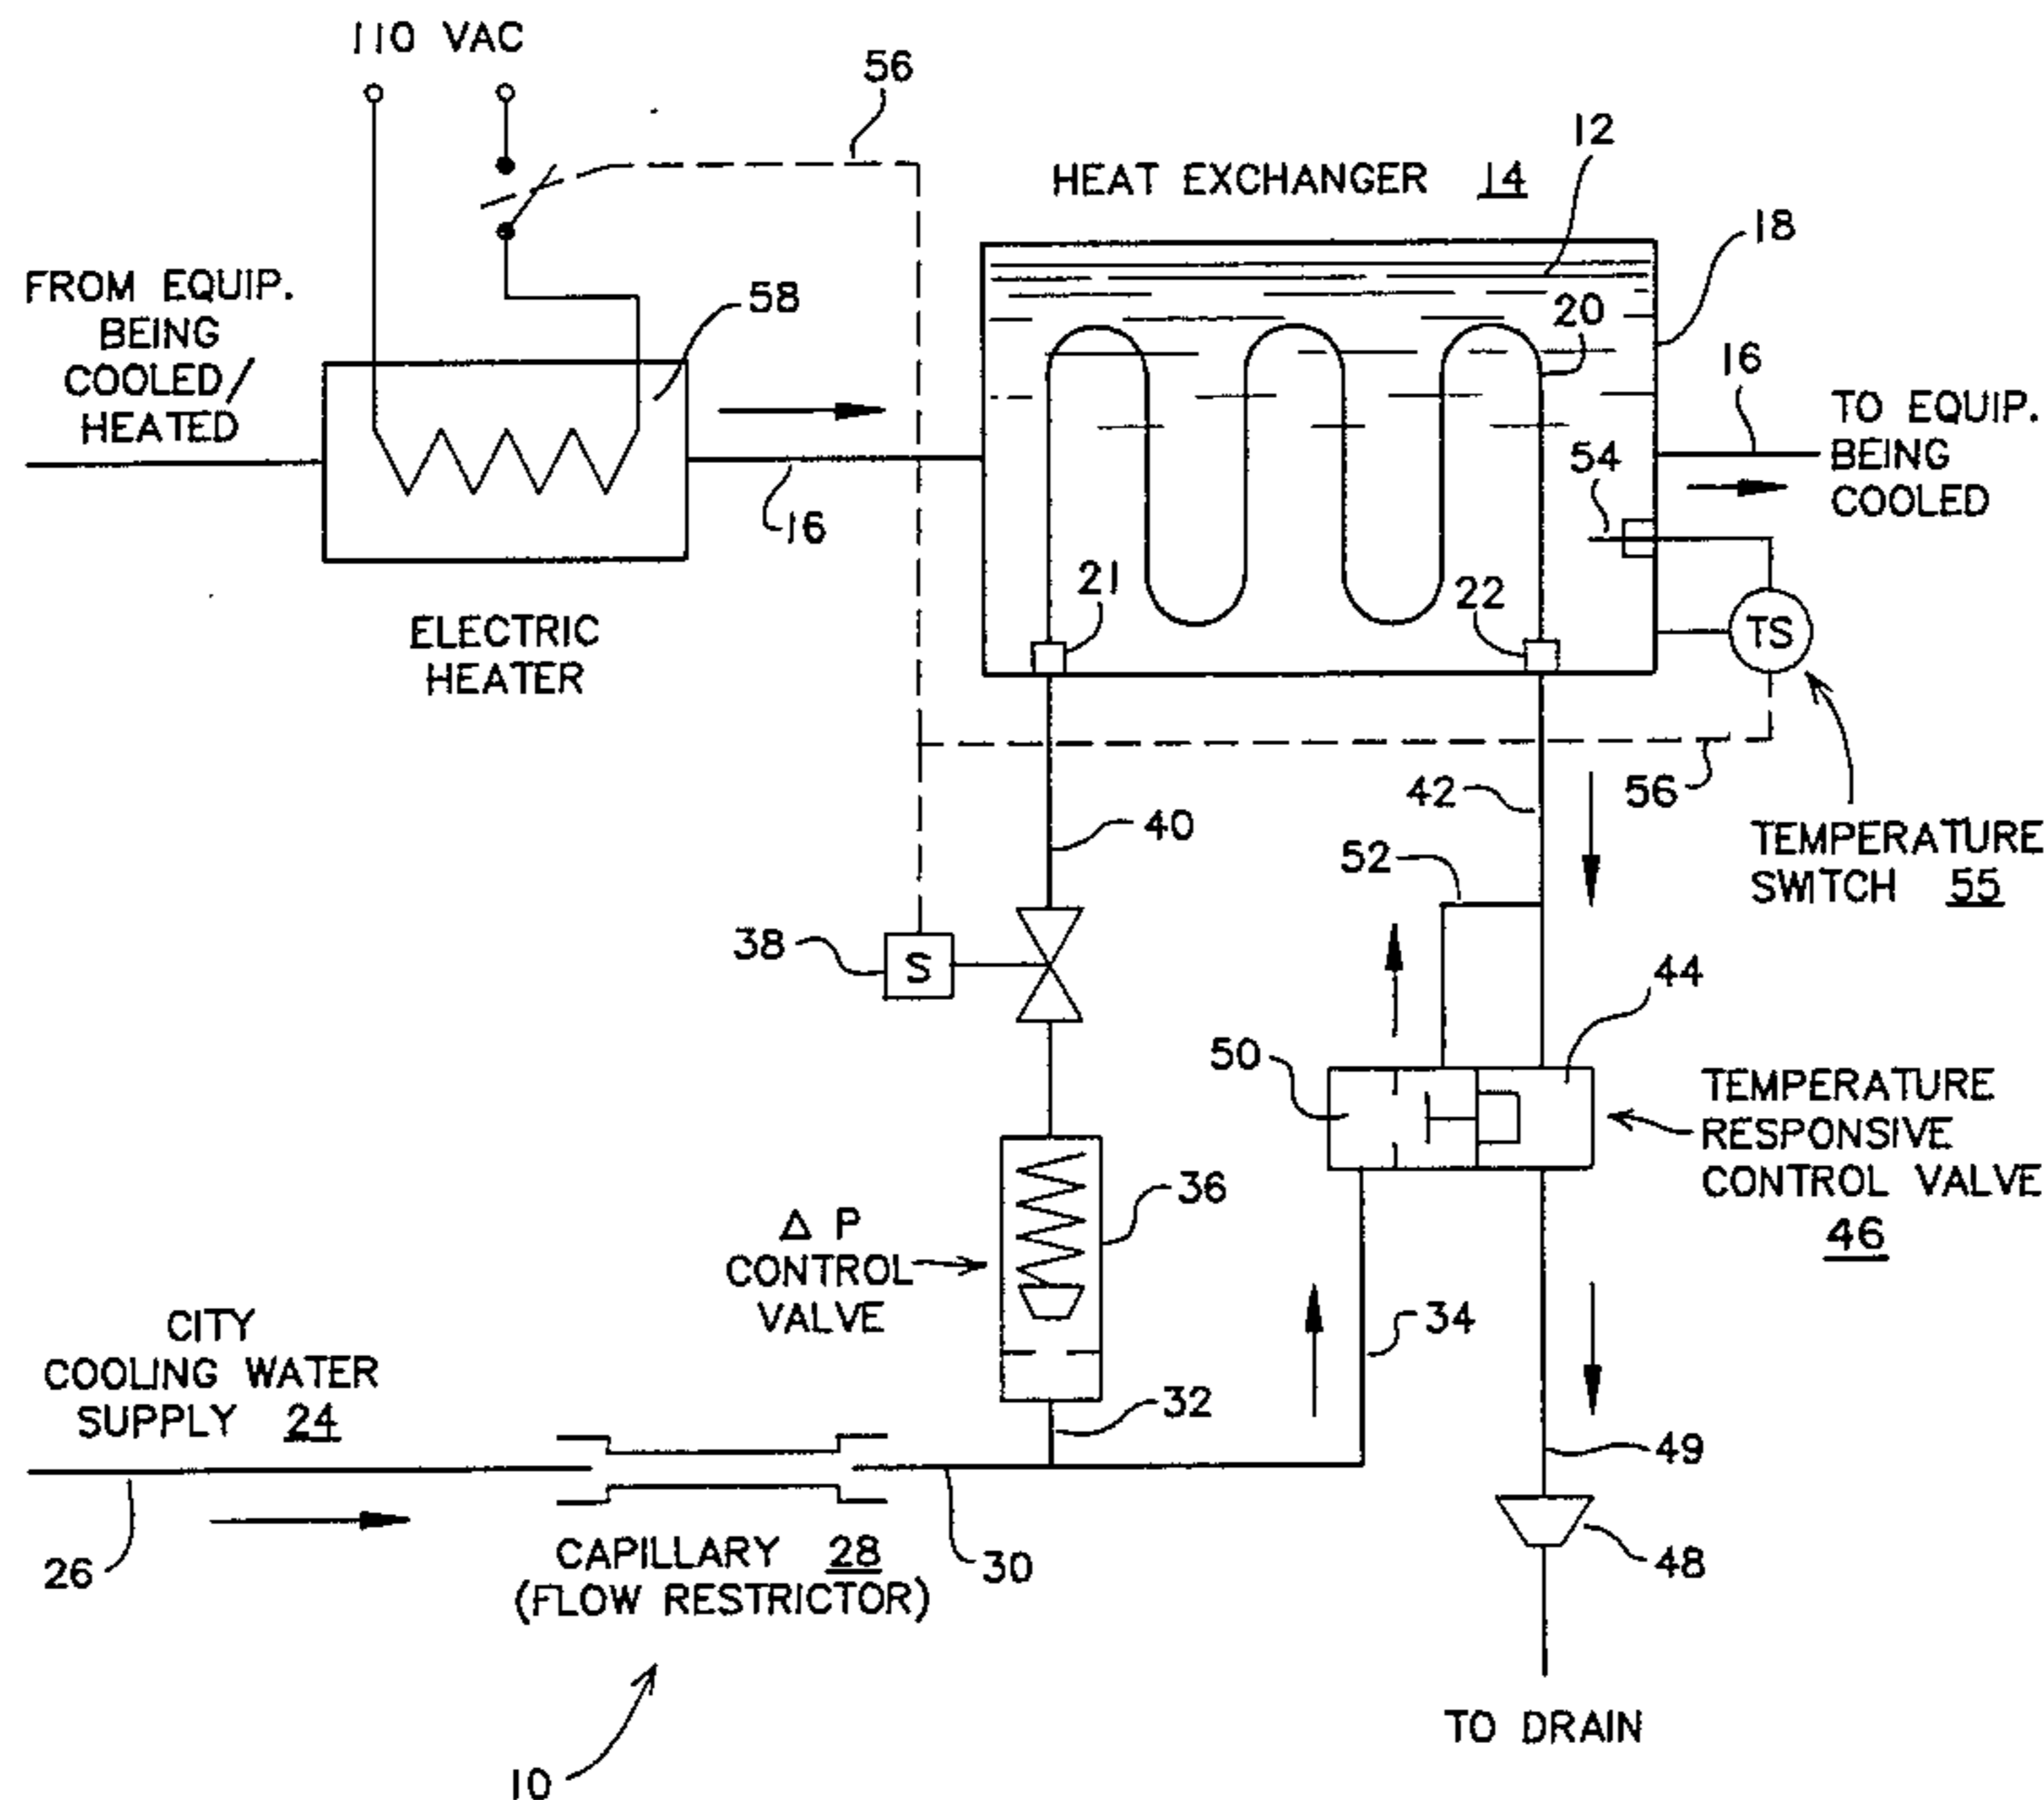 110 VAC
56
12
HEAT EXCHANGER 14
18
FROM EQUIP.
BEING
COOLED/
HEATED
58
20
16
TO EQUIP.
BEING
COOLED
54
16
21
22
TS
ELECTRIC
HEATER
56
42
40
TEMPERATURE
SWITCH 55
52
38
S
44
50
TEMPERATURE
RESPONSIVE
CONTROL VALVE
46
36
Δ P
CONTROL
VALVE
34
CITY
COOLING WATER
SUPPLY 24
32
49
26
CAPILLARY 28
(FLOW RESTRICTOR)
30
48
TO DRAIN
10